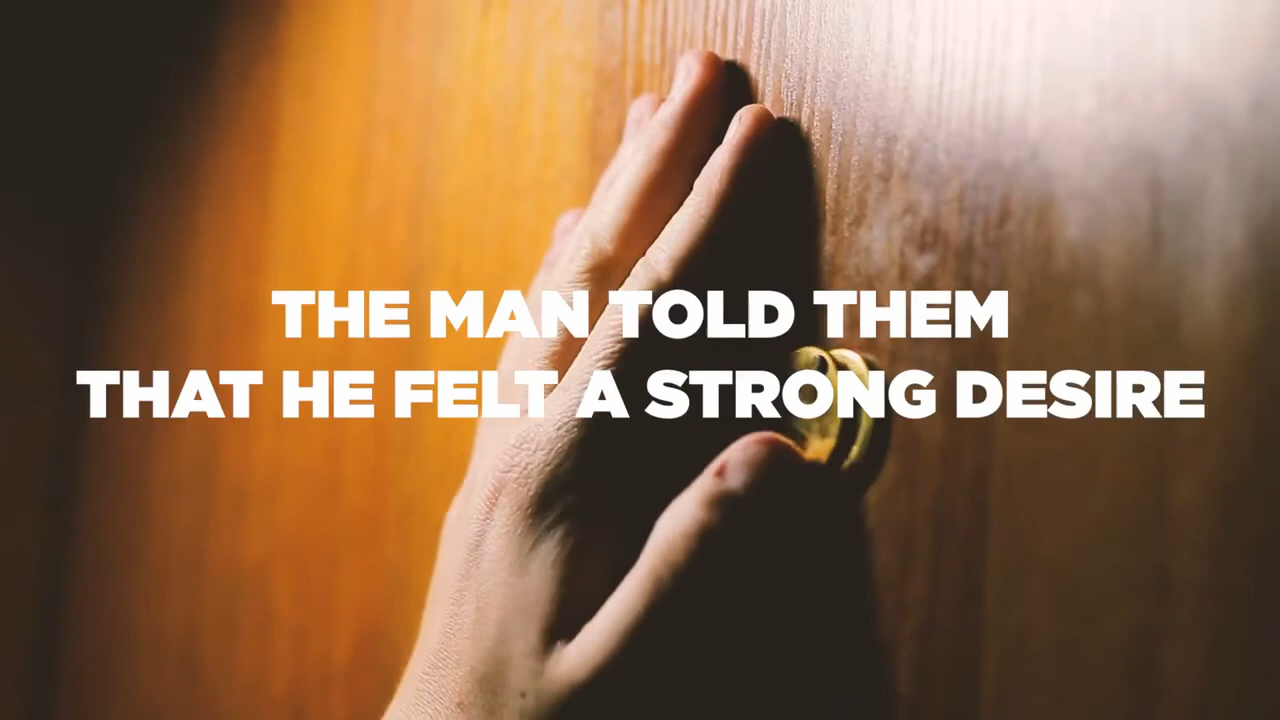 THE MAN TOLD THEM
THAT HE FELT A STRONG DESIRE